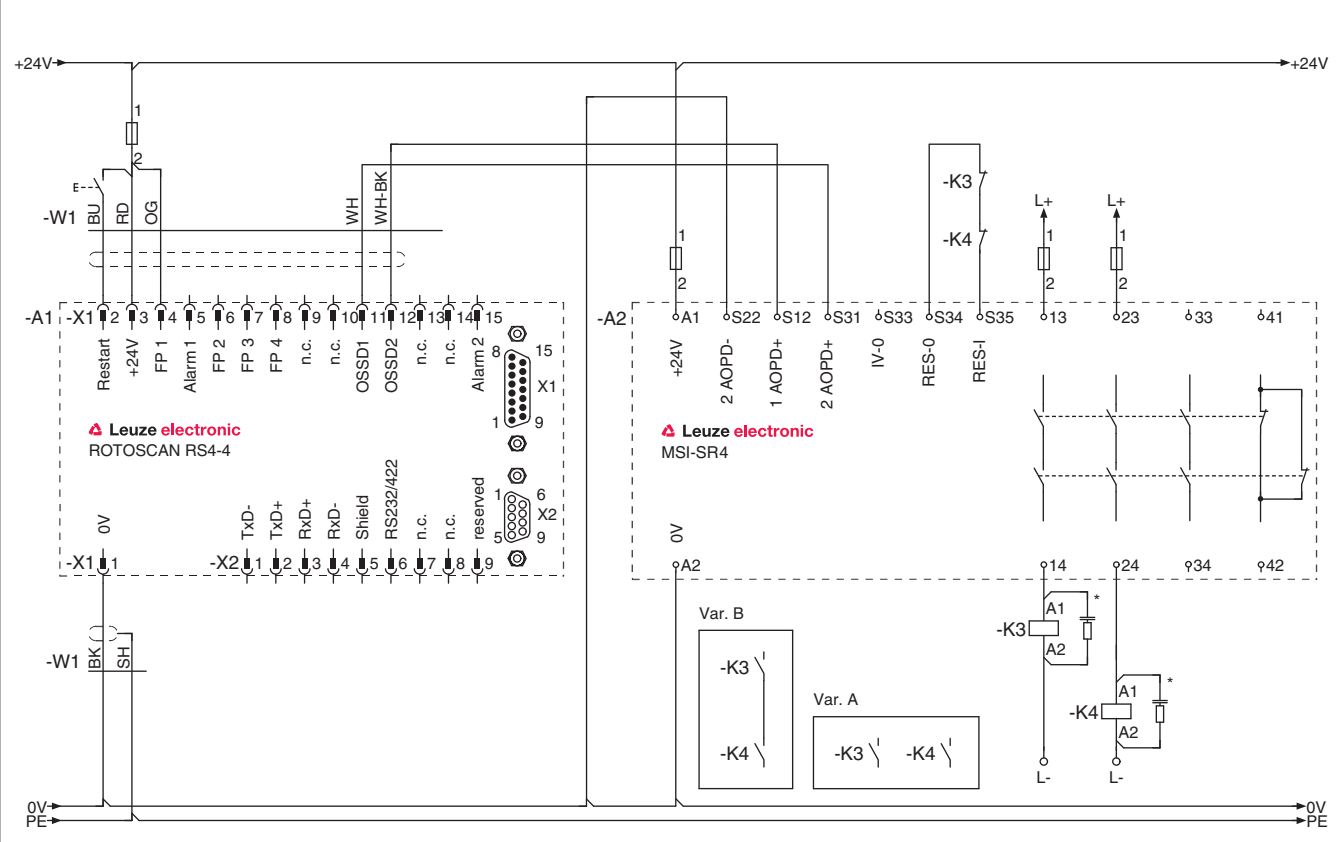 +24V +24V
1
2
E
-W1 BU RD OG WH WH-BK
-K3
-K4
L+ L+
1 1 1
2 2 2
-A1 -X1 2 3 4 5 6 7 8 9 10 11 12 13 14 15
Restart +24V FP 1 Alarm 1 FP 2 FP 3 FP 4 n.c. n.c. OSSD1 OSSD2 n.c. n.c. Alarm 2
8 15
X1
1 9
Leuze electronic
ROTOSCAN RS4-4
1 6
X2
5 9
0V TxD- TxD+ RxD+ RxD- Shield RS232/422 n.c. n.c. reserved
-X1 1 -X2 1 2 3 4 5 6 7 8 9
-W1 BK SH
-A2 A1 S22 S12 S31 S33 S34 S35 13 23 33 41
+24V 2 AOPD- 1 AOPD+ 2 AOPD+ IV-0 RES-0 RES-I
Leuze electronic
MSI-SR4
0V
A2 14 24 34 42
Var. B
-K3
-K4
Var. A
-K3 -K4
A1 *
-K3
A2
A1 *
-K4
A2
L- L-
0V 0V
PE PE